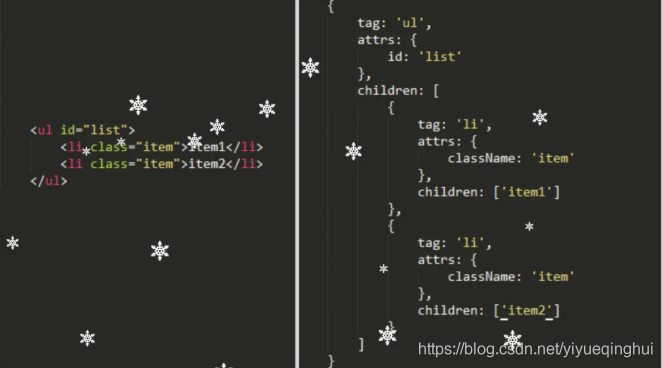 <ul id="list">
    <li class="item">item1</li>
    <li class="item">item2</li>
</ul>
{
    tag: 'ul',
    attrs: {
        id: 'list'
    },
    children: [
        {
            tag: 'li',
            attrs: {
                className: 'item'
            },
            children: ['item1']
        },
        {
            tag: 'li',
            attrs: {
                className: 'item'
            },
            children: ['item2']
        }
    ]
}
https://blog.csdn.net/yiyueqinghui